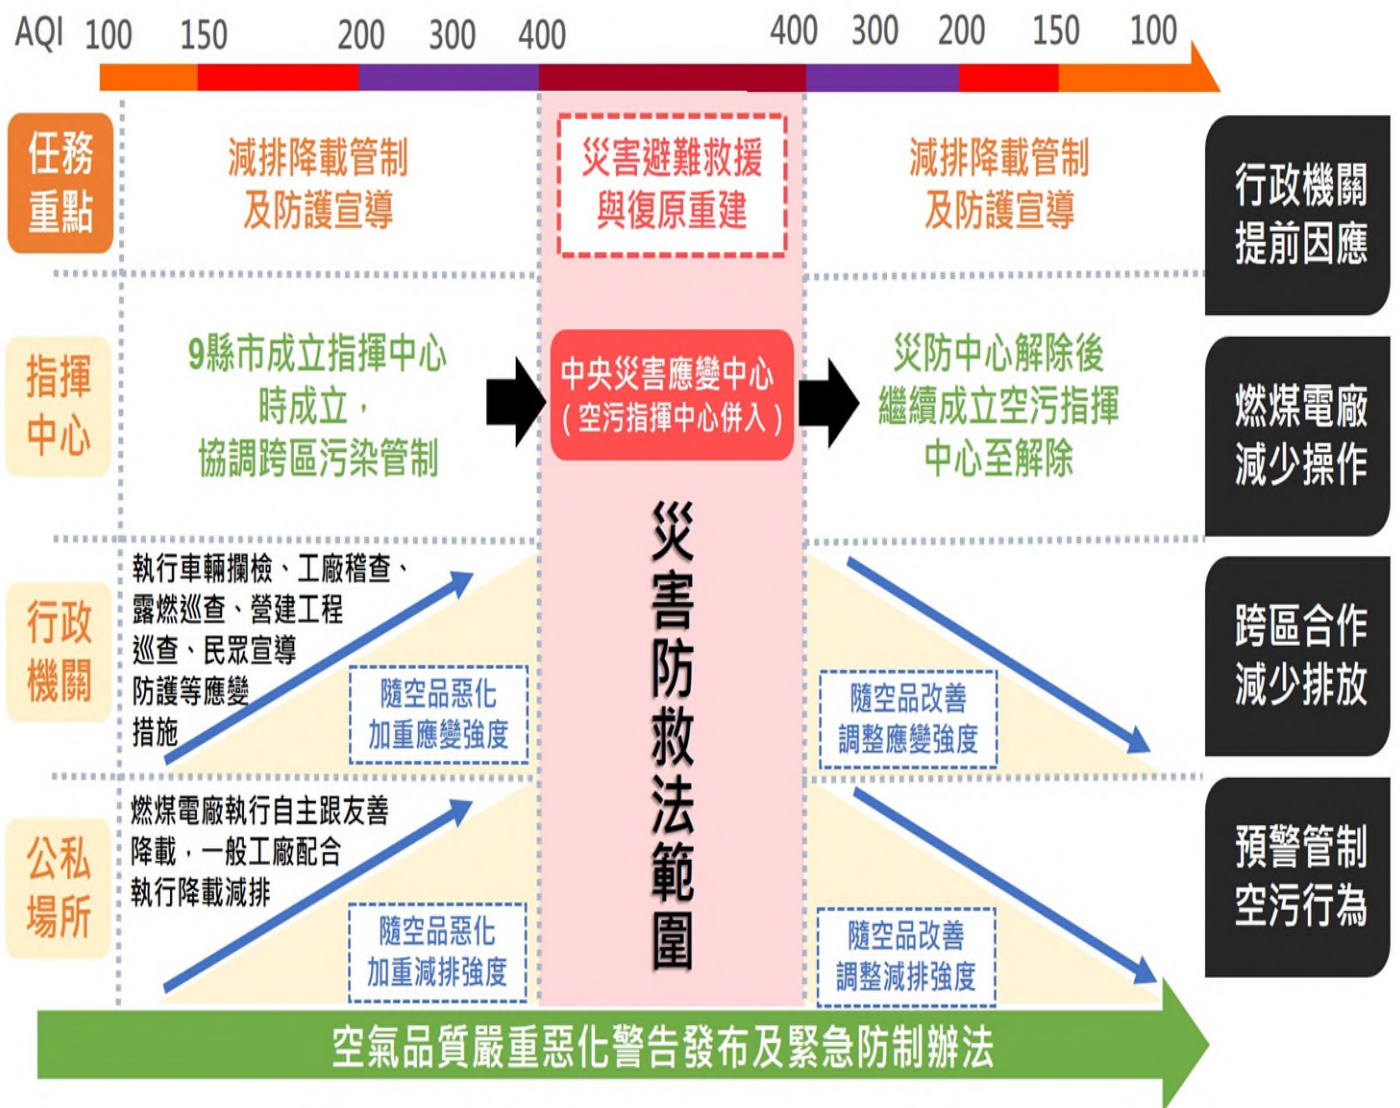 AQI 100 150 200 300 400 400 300 200 150 100
任務
重點
減排降載管制
及防護宣導
災害避難救援
與復原重建
減排降載管制
及防護宣導
行政機關
提前因應
指揮
中心
9縣市成立指揮中心
時成立，
協調跨區污染管制
中央災害應變中心
（空污指揮中心併入）
災防中心解除後
繼續成立空污指揮
中心至解除
燃煤電廠
減少操作
災害防救法範圍
行政
機關
執行車輛攔檢、工廠稽查、
露燃巡查、營建工程
巡查、民眾宣導
防護等應變
措施
隨空品惡化
加重應變強度
隨空品改善
調整應變強度
跨區合作
減少排放
公私
場所
燃煤電廠執行自主跟友善
降載，一般工廠配合
執行降載減排
隨空品惡化
加重減排強度
隨空品改善
調整減排強度
預警管制
空污行為
空氣品質嚴重惡化警告發布及緊急防制辦法